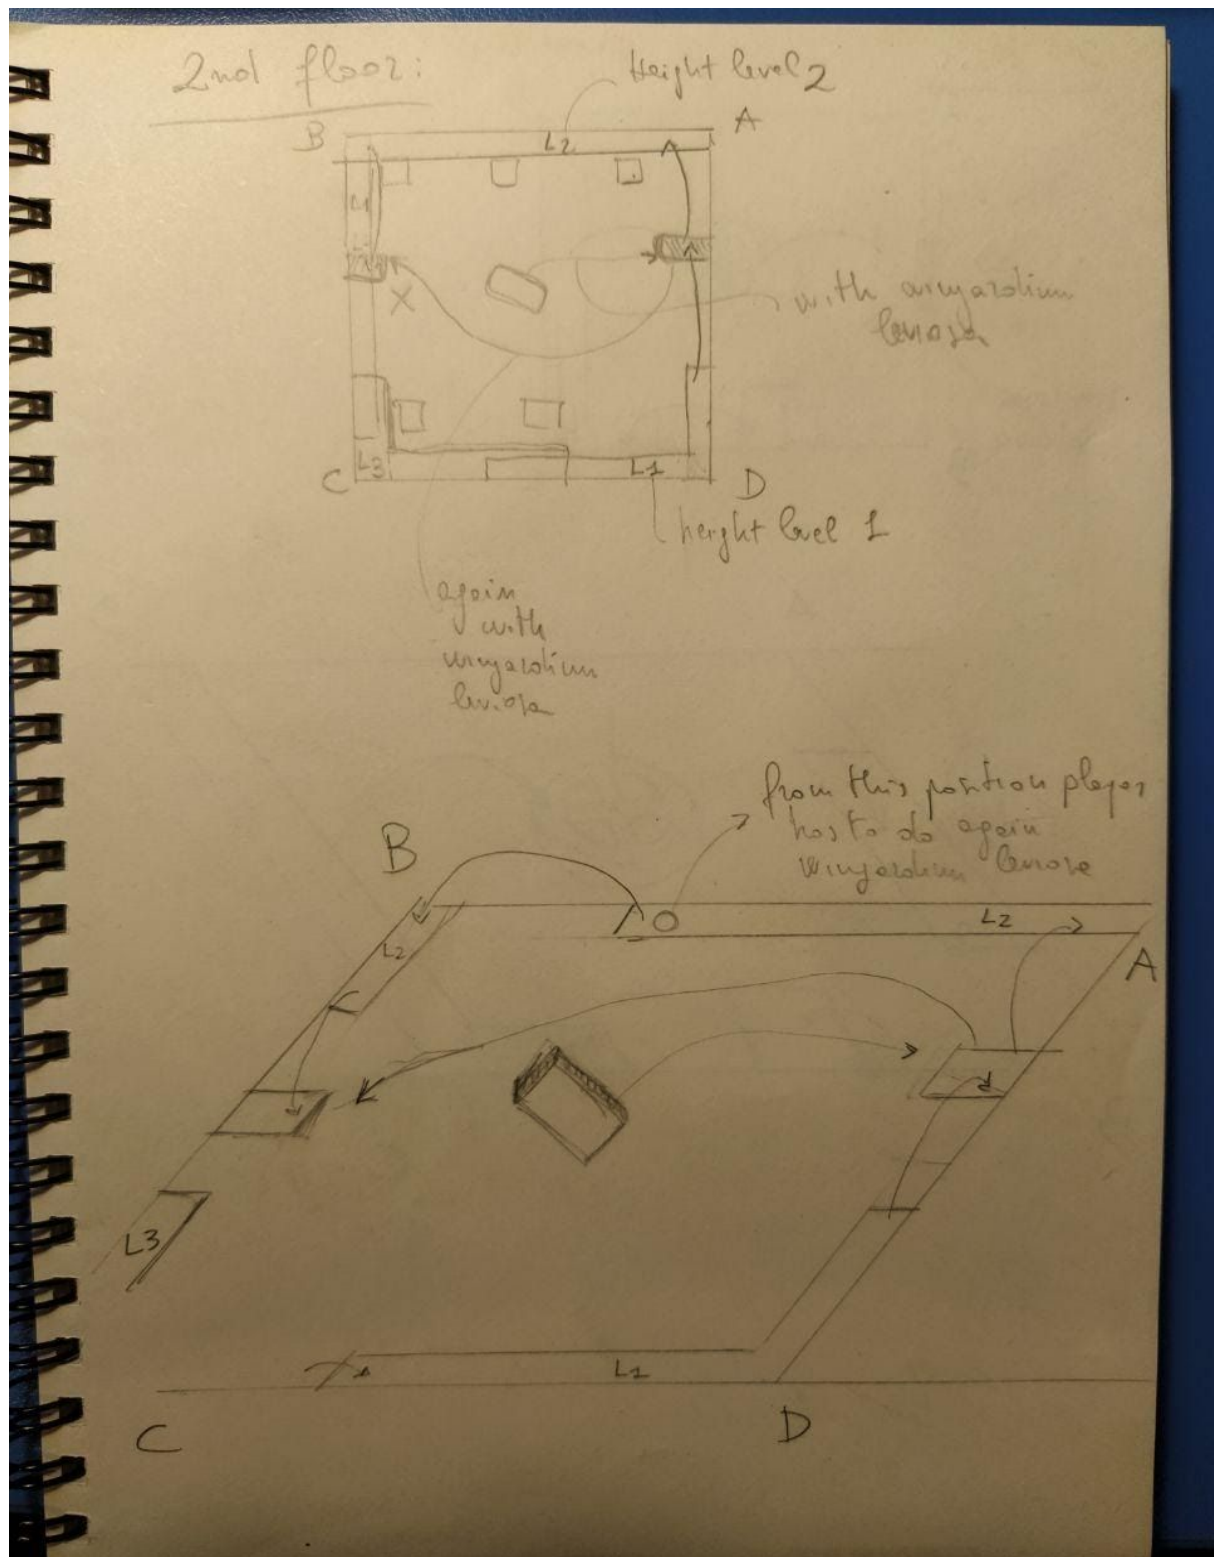 2nd floor:
Height level 2
B
A
L2
X
with wingardium
leviosa
L3
L1
C
D
height level 1
again
with
wingardium
leviosa
from this position player
has to do again
wingardium leviosa
B
L2
L2
A
L3
L1
C
D